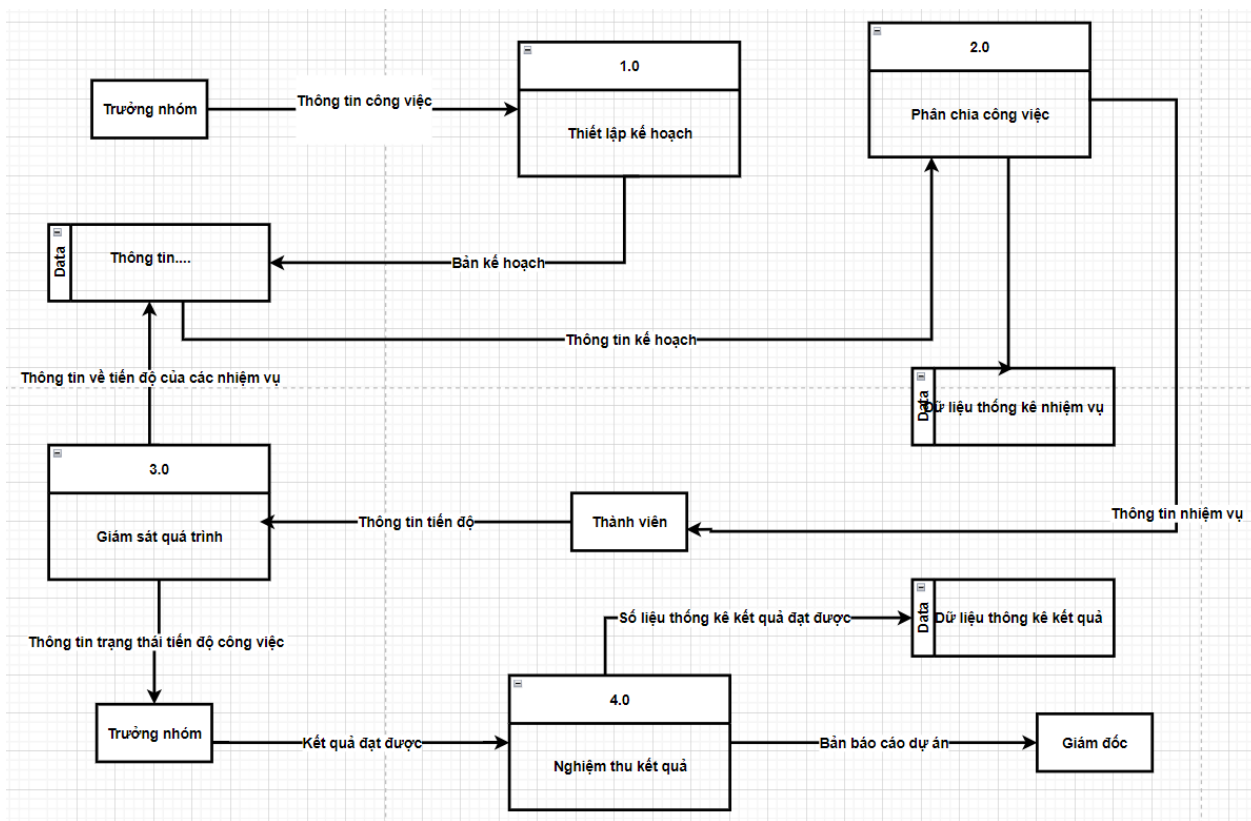 1.0
2.0
Trưởng nhóm
Thông tin công việc
Thiết lập kế hoạch
Phân chia công việc
Data
Thông tin....
Bản kế hoạch
Thông tin kế hoạch
Thông tin về tiến độ của các nhiệm vụ
Data
Dữ liệu thống kê nhiệm vụ
3.0
Giám sát quá trình
Thông tin tiến độ
Thành viên
Thông tin nhiệm vụ
Thông tin trạng thái tiến độ công việc
Số liệu thống kê kết quả đạt được
Data
Dữ liệu thông kê kết quả
4.0
Trưởng nhóm
Kết quả đạt được
Nghiệm thu kết quả
Bản báo cáo dự án
Giám đốc